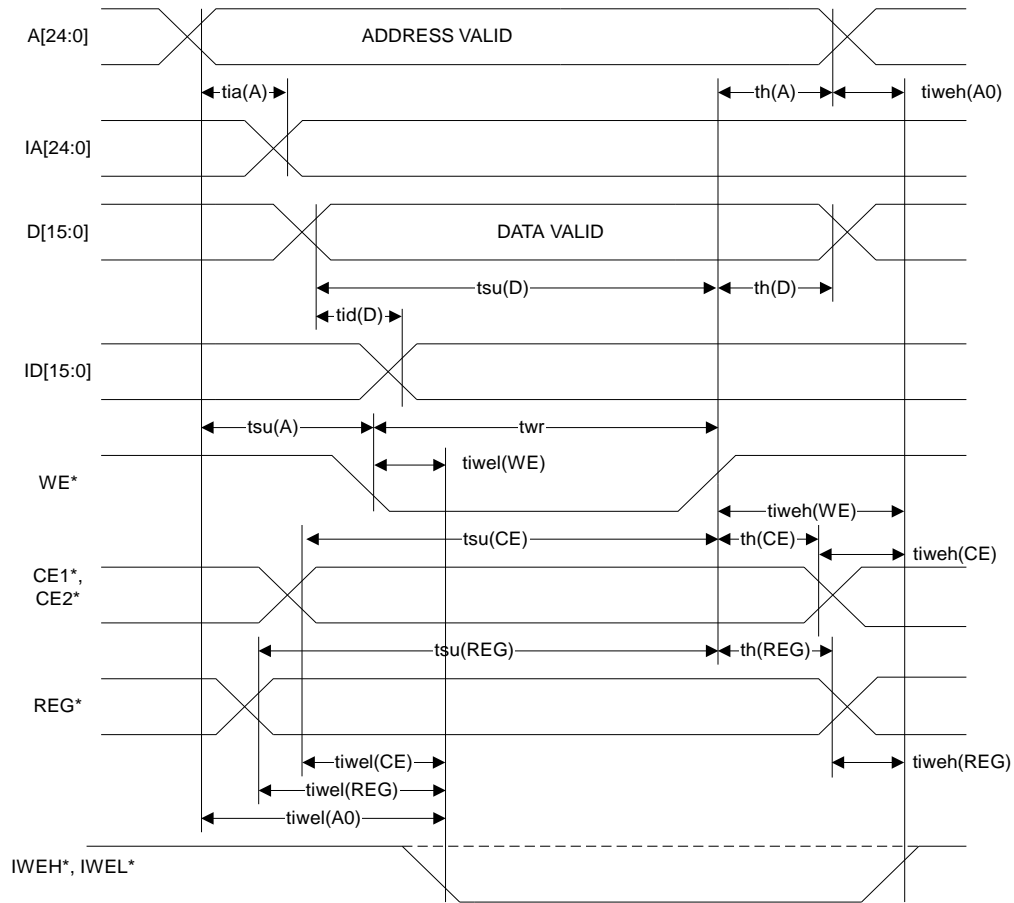 A[24:0]
ADDRESS VALID
tia(A)
th(A)
tiweh(A0)
IA[24:0]
D[15:0]
DATA VALID
tsu(D)
th(D)
tid(D)
ID[15:0]
tsu(A)
twr
tiwel(WE)
WE*
tiweh(WE)
tsu(CE)
th(CE)
tiweh(CE)
CE1*,
CE2*
tsu(REG)
th(REG)
REG*
tiwel(CE)
tiweh(REG)
tiwel(REG)
tiwel(A0)
IWEH*, IWEL*